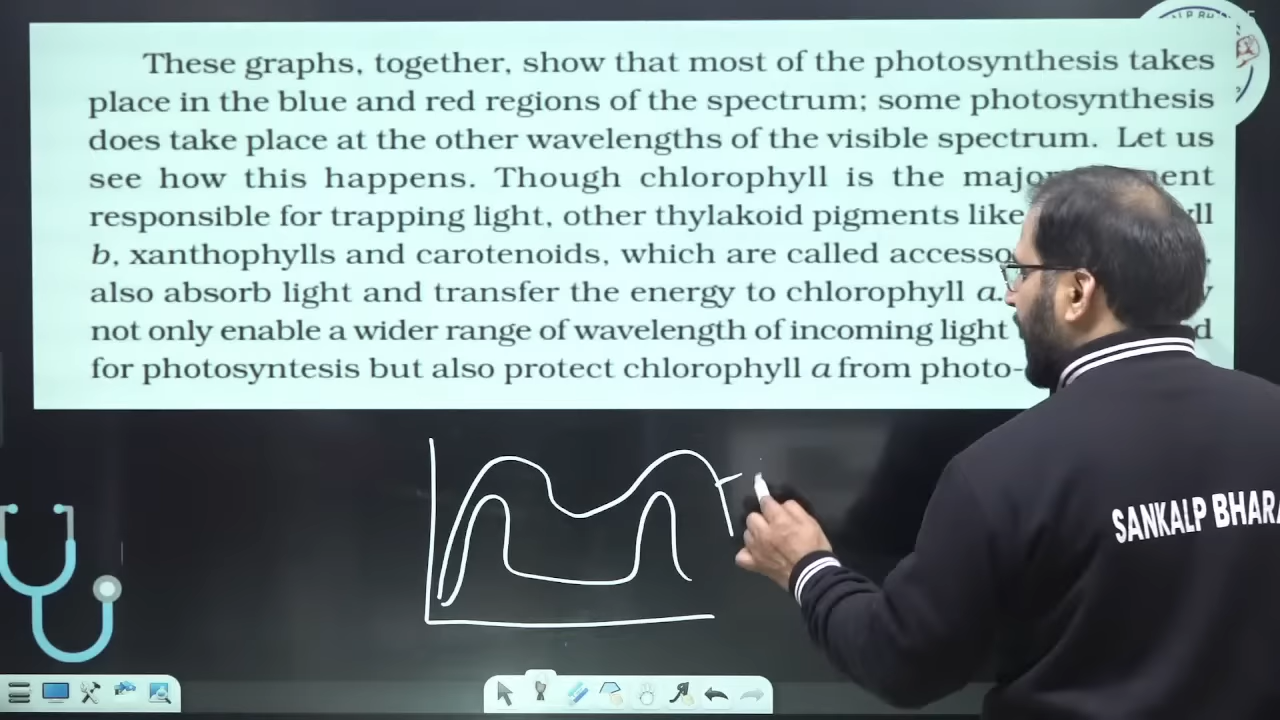 These graphs, together, show that most of the photosynthesis takes
place in the blue and red regions of the spectrum; some photosynthesis
does take place at the other wavelengths of the visible spectrum. Let us
see how this happens. Though chlorophyll is the major
responsible for trapping light, other thylakoid pigments like
b, xanthophylls and carotenoids, which are called
also absorb light and transfer the energy to chlorophyll a.
not only enable a wider range of wavelength of incoming light
for photosyntesis but also protect chlorophyll a from photo-
SANKALP